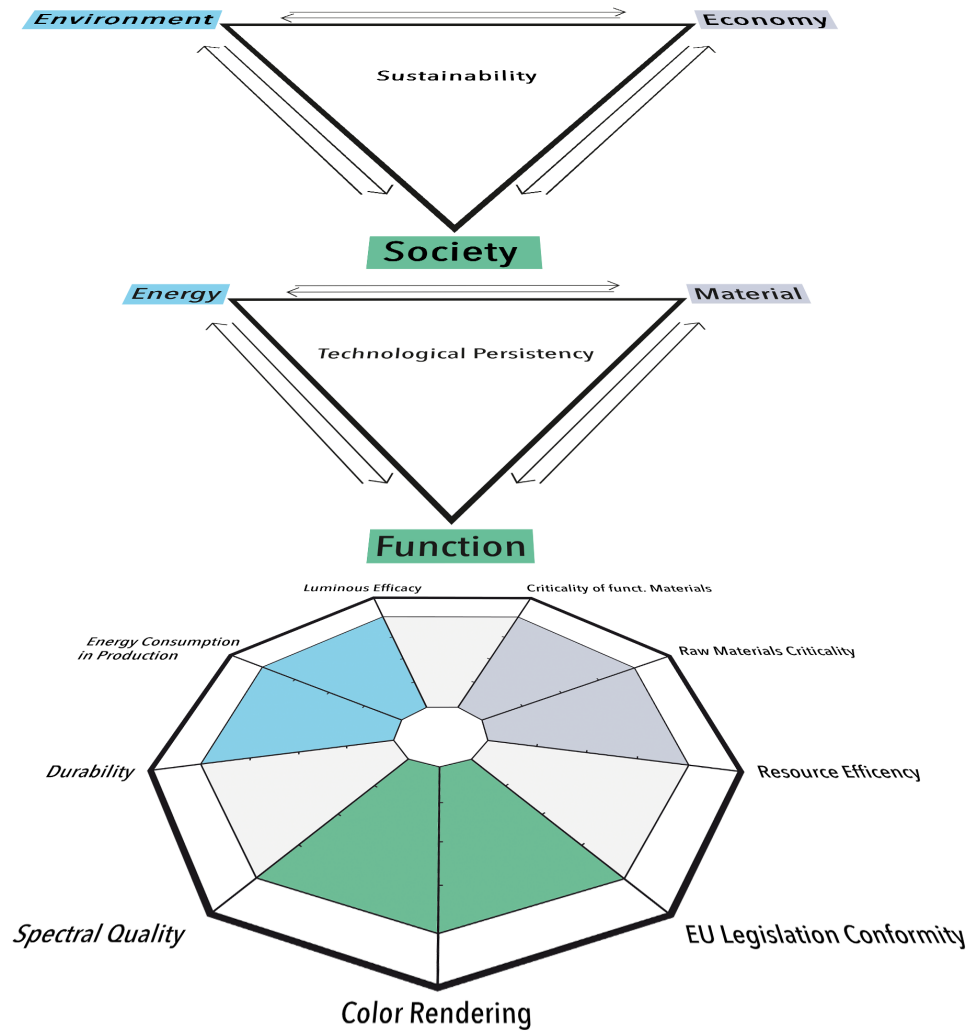 Environment
Economy
Sustainability
Society
Energy
Material
Technological Persistency
Function
Luminous Efficacy
Criticality of funct. Materials
Energy Consumption
in Production
Raw Materials Criticality
Durability
Resource Efficency
Spectral Quality
EU Legislation Conformity
Color Rendering